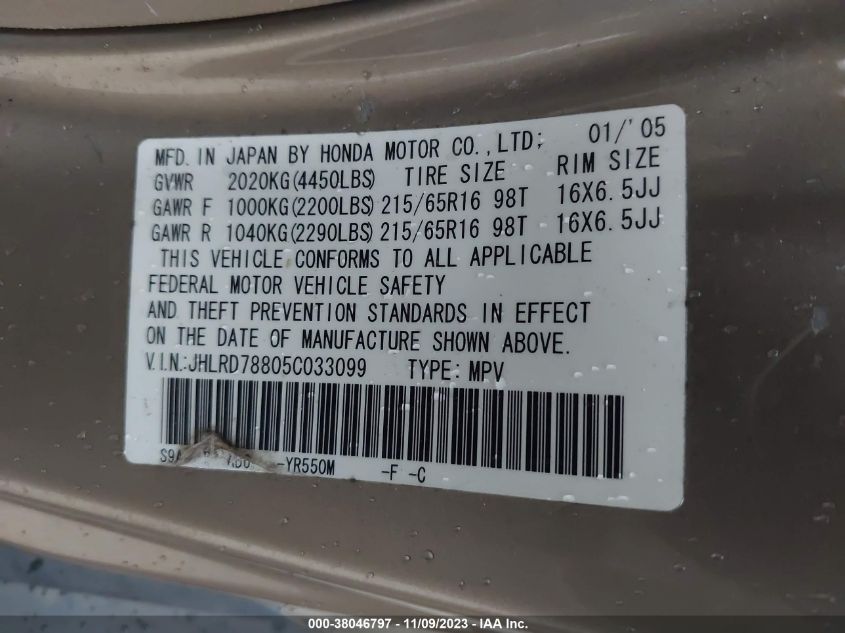 MFD. IN JAPAN BY HONDA MOTOR CO.,LTD; 01/'05
GVWR 2020KG(4450LBS) TIRE SIZE RIM SIZE
GAWR F 1000KG(2200LBS) 215/65R16 98T 16X6.5JJ
GAWR R 1040KG(2290LBS) 215/65R16 98T 16X6.5JJ
THIS VEHICLE CONFORMS TO ALL APPLICABLE
FEDERAL MOTOR VEHICLE SAFETY
AND THEFT PREVENTION STANDARDS IN EFFECT
ON THE DATE OF MANUFACTURE SHOWN ABOVE.
V.I.N.:JHLRD78805C033099 TYPE: MPV
-YR550M -F -C
000-38046797 - 11/09/2023 - IAA Inc.